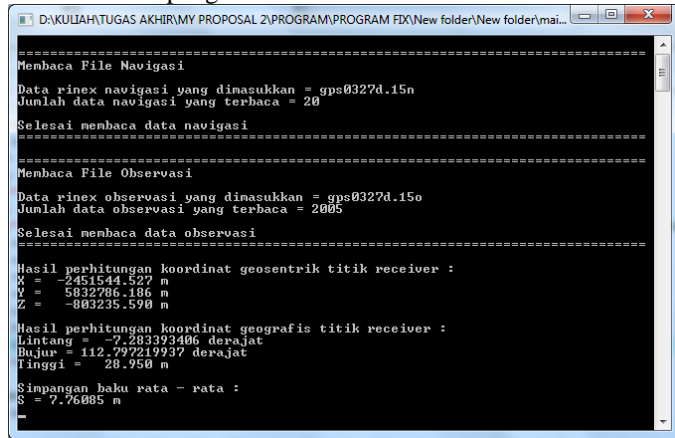 D:\KULIAH\TUGAS AKHIR\MY PROPOSAL 2\PROGRAM\PROGRAM FIX\New folder\New folder\mai...
================================================================================
Membaca File Navigasi
Data rinex navigasi yang dimasukkan = gps0327d.15n
Jumlah data navigasi yang terbaca = 20
Selesai membaca data navigasi
================================================================================
================================================================================
Membaca File Observasi
Data rinex observasi yang dimasukkan = gps0327d.15o
Jumlah data observasi yang terbaca = 2005
Selesai membaca data observasi
================================================================================
Hasil perhitungan koordinat geosentrik titik receiver :
X = -2451544.527 m
Y = 5832786.186 m
Z = -803235.590 m
Hasil perhitungan koordinat geografis titik receiver :
Lintang = -7.283393406 derajat
Bujur = 112.797219937 derajat
Tinggi = 28.950 m
Simpangan baku rata - rata :
S = 7.76085 m